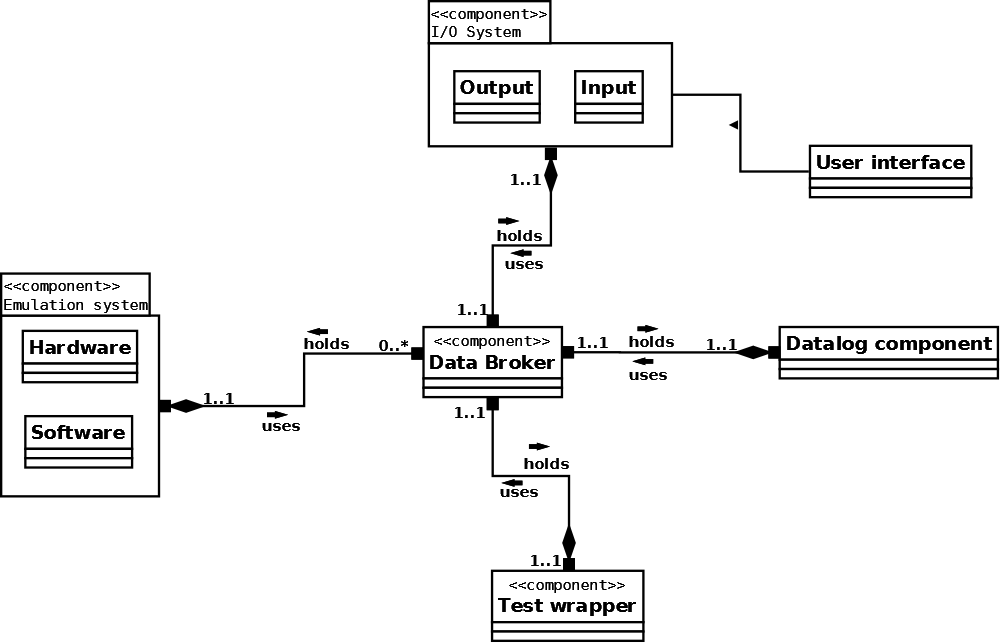 <<component>>
I/O System
Output
Input
User interface
1..1
holds
uses
1..1
<<component>>
Emulation system
Hardware
Software
1..1
uses
holds
0..*
<<component>>
Data Broker
1..1
holds
uses
1..1
Datalog component
1..1
holds
uses
1..1
<<component>>
Test wrapper